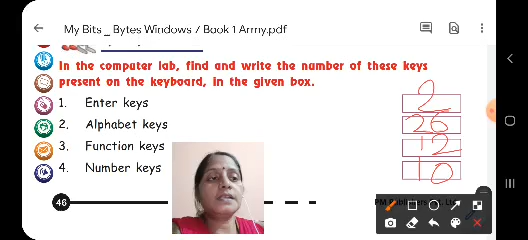 My Bits _ Bytes Windows 7 Book 1 Army.pdf
In the computer lab, find and write the number of these keys
present on the keyboard, in the given box.
1. Enter keys 2
2. Alphabet keys 26
3. Function keys 12
4. Number keys 10
46